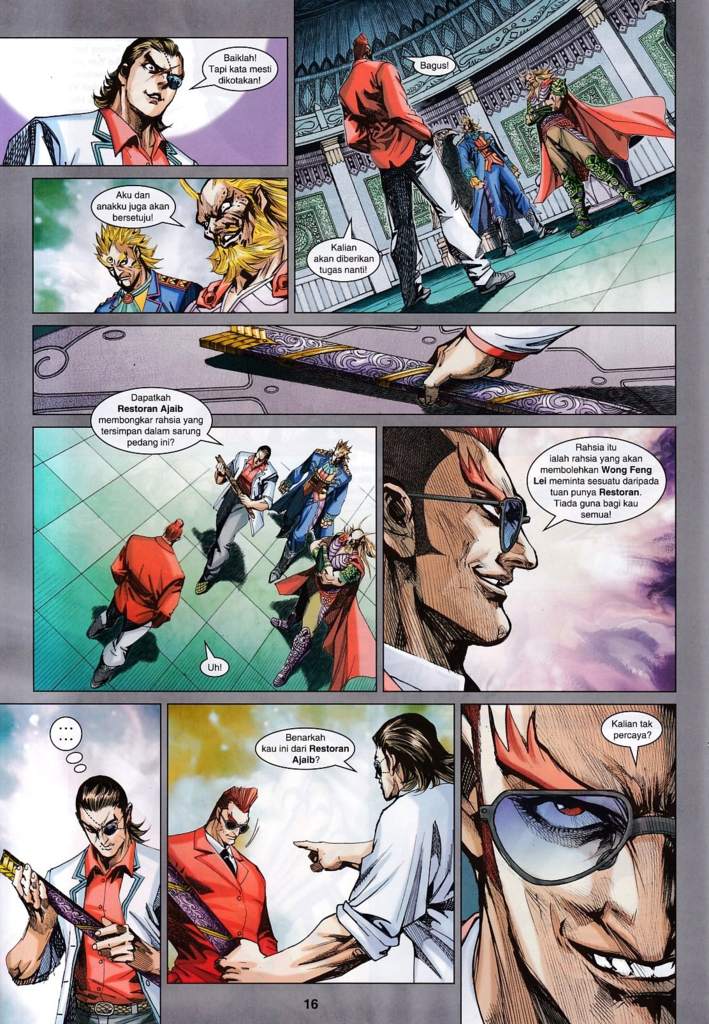 Baiklah!
Tapi kata mesti
dikotakan!
Bagus!
Aku dan
anakku juga akan
bersetuju!
Kalian
akan diberikan
tugas nanti!
Dapatkah
Restoran Ajaib
membongkar rahsia yang
tersimpan dalam sarung
pedang ini?
Uh!
Rahsia itu
ialah rahsia yang akan
membolehkan Wong Feng
Lei meminta sesuatu daripada
tuan punya Restoran.
Tiada guna bagi kau
semua!
...
...
Benarkah
kau ini dari Restoran
Ajaib?
Kalian tak
percaya?
16